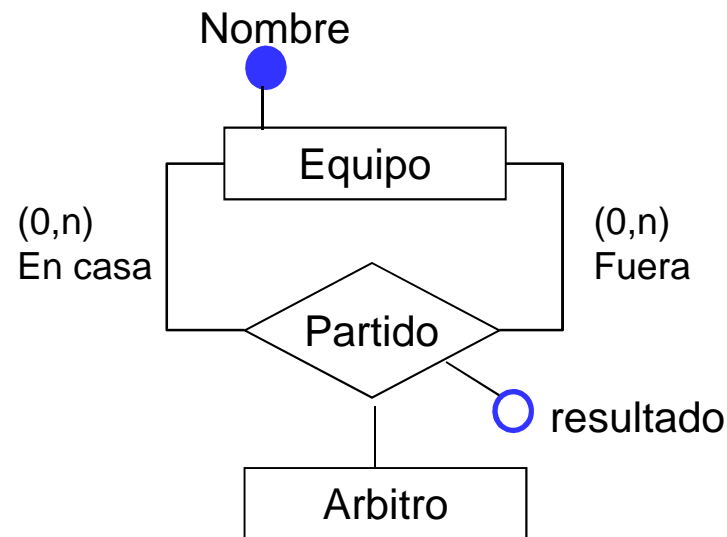 Nombre
Equipo
(0,n)
En casa
(0,n)
Fuera
Partido
resultado
Arbitro